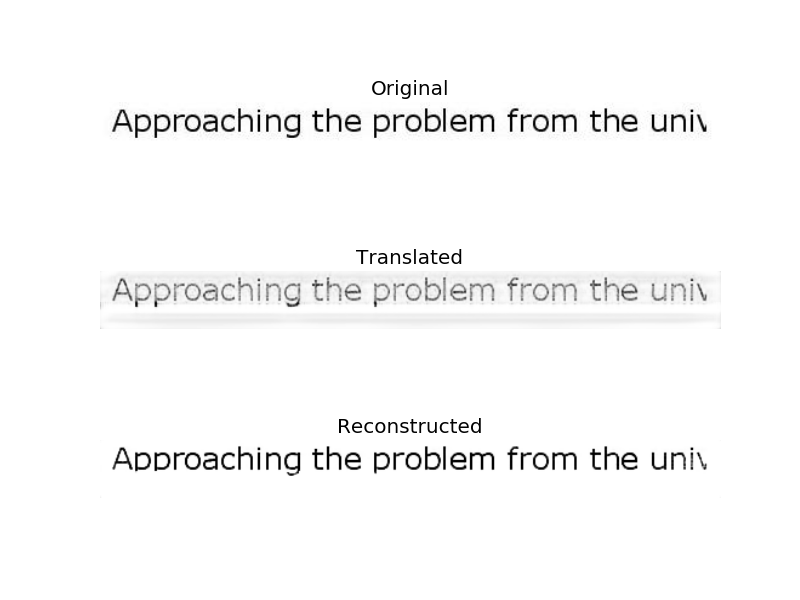 Original
Approaching the problem from the univ
Translated
Approaching the problem from the univ
Reconstructed
Approaching the problem from the univ